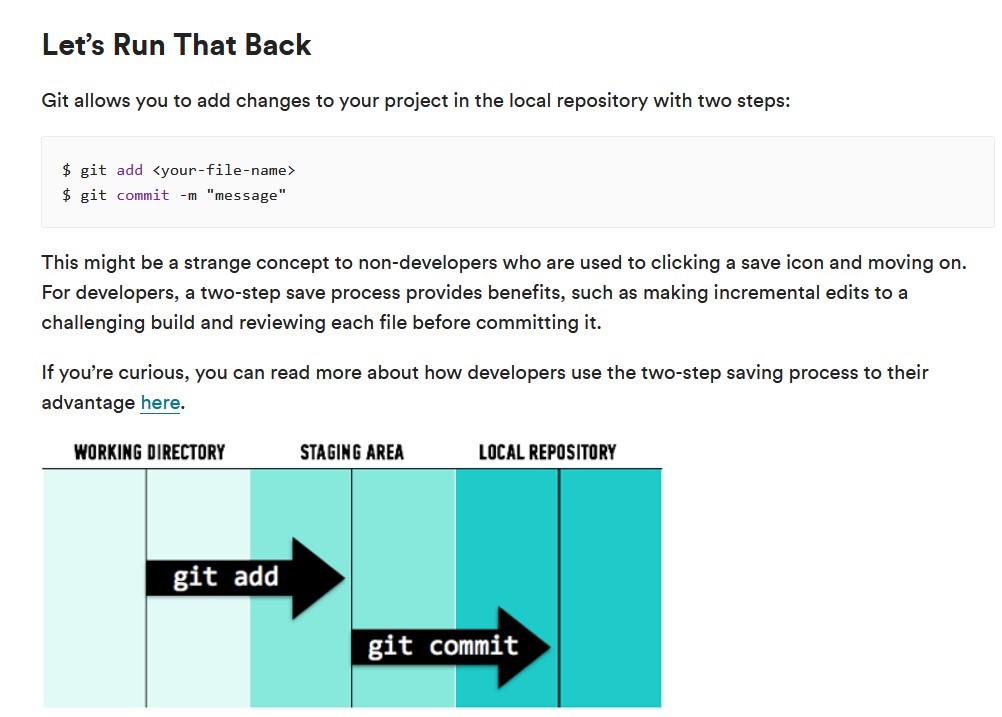 Let’s Run That Back
Git allows you to add changes to your project in the local repository with two steps:
$ git add <your-file-name>
$ git commit -m "message"
This might be a strange concept to non-developers who are used to clicking a save icon and moving on.
For developers, a two-step save process provides benefits, such as making incremental edits to a
challenging build and reviewing each file before committing it.
If you’re curious, you can read more about how developers use the two-step saving process to their
advantage here.
WORKING DIRECTORY STAGING AREA LOCAL REPOSITORY
git add
git commit